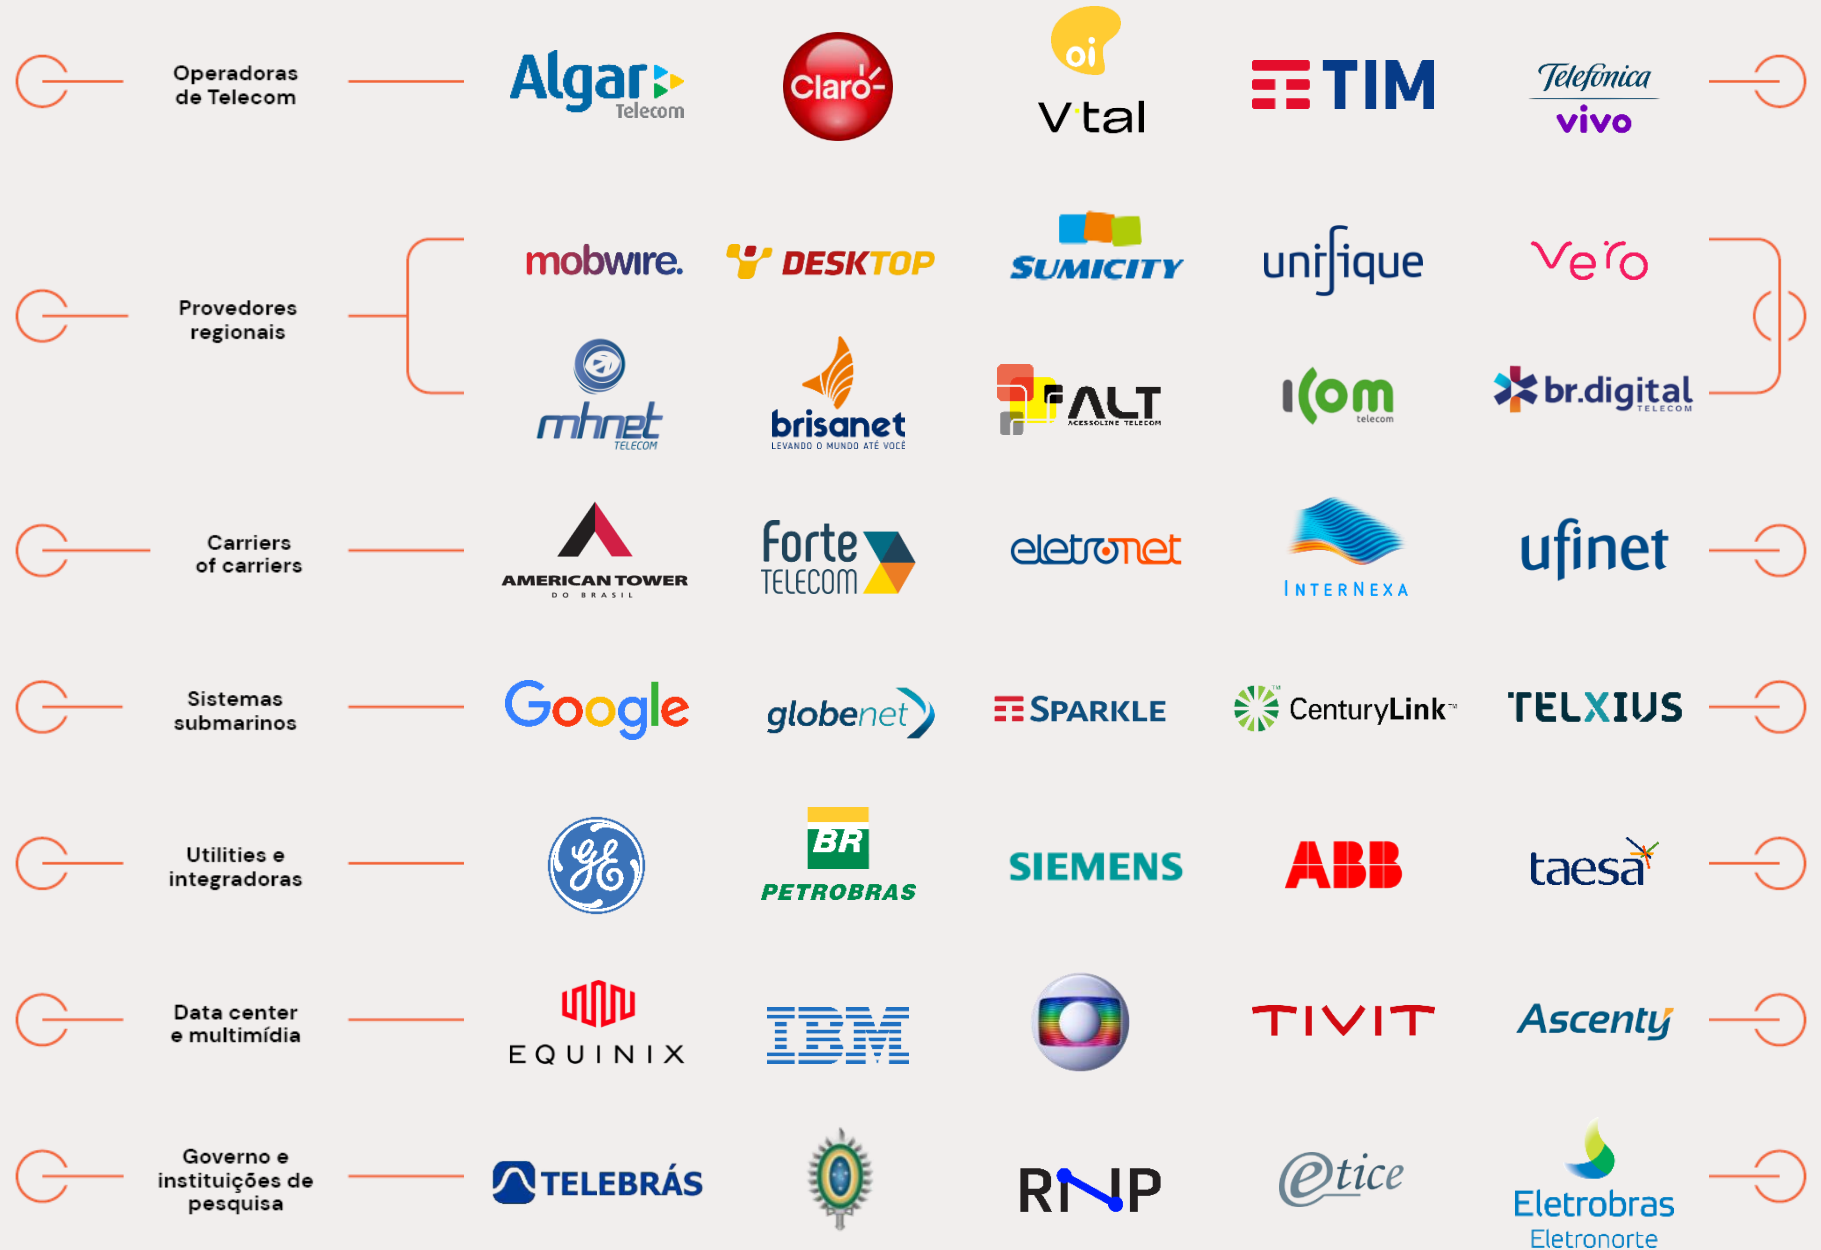 Operadoras
de Telecom
Algar
Telecom
Claro
oi
V.tal
TIM
Telefónica
vivo
Provedores
regionais
mobwire.
DESKTOP
SUMICITY
unifique
vero
mhnet
TELECOM
brisanet
LEVANDO O MUNDO ATÉ VOCÊ
ALT
ACESSOLINE TELECOM
icom
telecom
br.digital
TELECOM
Carriers
of carriers
AMERICAN TOWER
DO BRASIL
Forte
TELECOM
eletronet
INTERNEXA
ufinet
Sistemas
submarinos
Google
globenet
SPARKLE
CenturyLink™
TELXIUS
Utilities e
integradoras
GE
BR
PETROBRAS
SIEMENS
ABB
taesa
Data center
e multimídia
EQUINIX
IBM
TIVIT
Ascenty
Governo e
instituições de
pesquisa
TELEBRÁS
RNP
etice
Eletrobras
Eletronorte